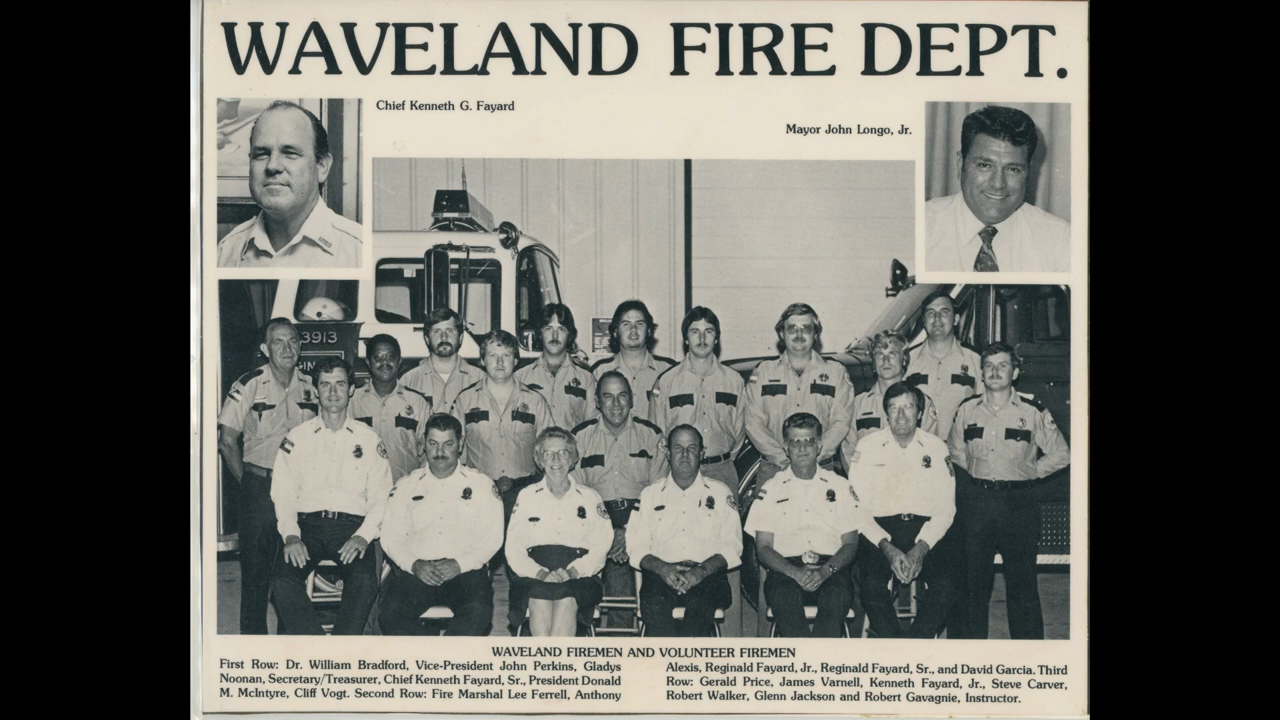 WAVELAND FIRE DEPT.
Chief Kenneth G. Fayard
Mayor John Longo, Jr.
3913
WAVELAND FIREMEN AND VOLUNTEER FIREMEN
First Row: Dr. William Bradford, Vice-President John Perkins, Gladys
Noonan, Secretary/Treasurer, Chief Kenneth Fayard, Sr., President Donald
M. McIntyre, Cliff Vogt. Second Row: Fire Marshal Lee Ferrell, Anthony
Alexis, Reginald Fayard, Jr., Reginald Fayard, Sr., and David Garcia. Third
Row: Gerald Price, James Varnell, Kenneth Fayard, Jr., Steve Carver,
Robert Walker, Glenn Jackson and Robert Gavagnie, Instructor.